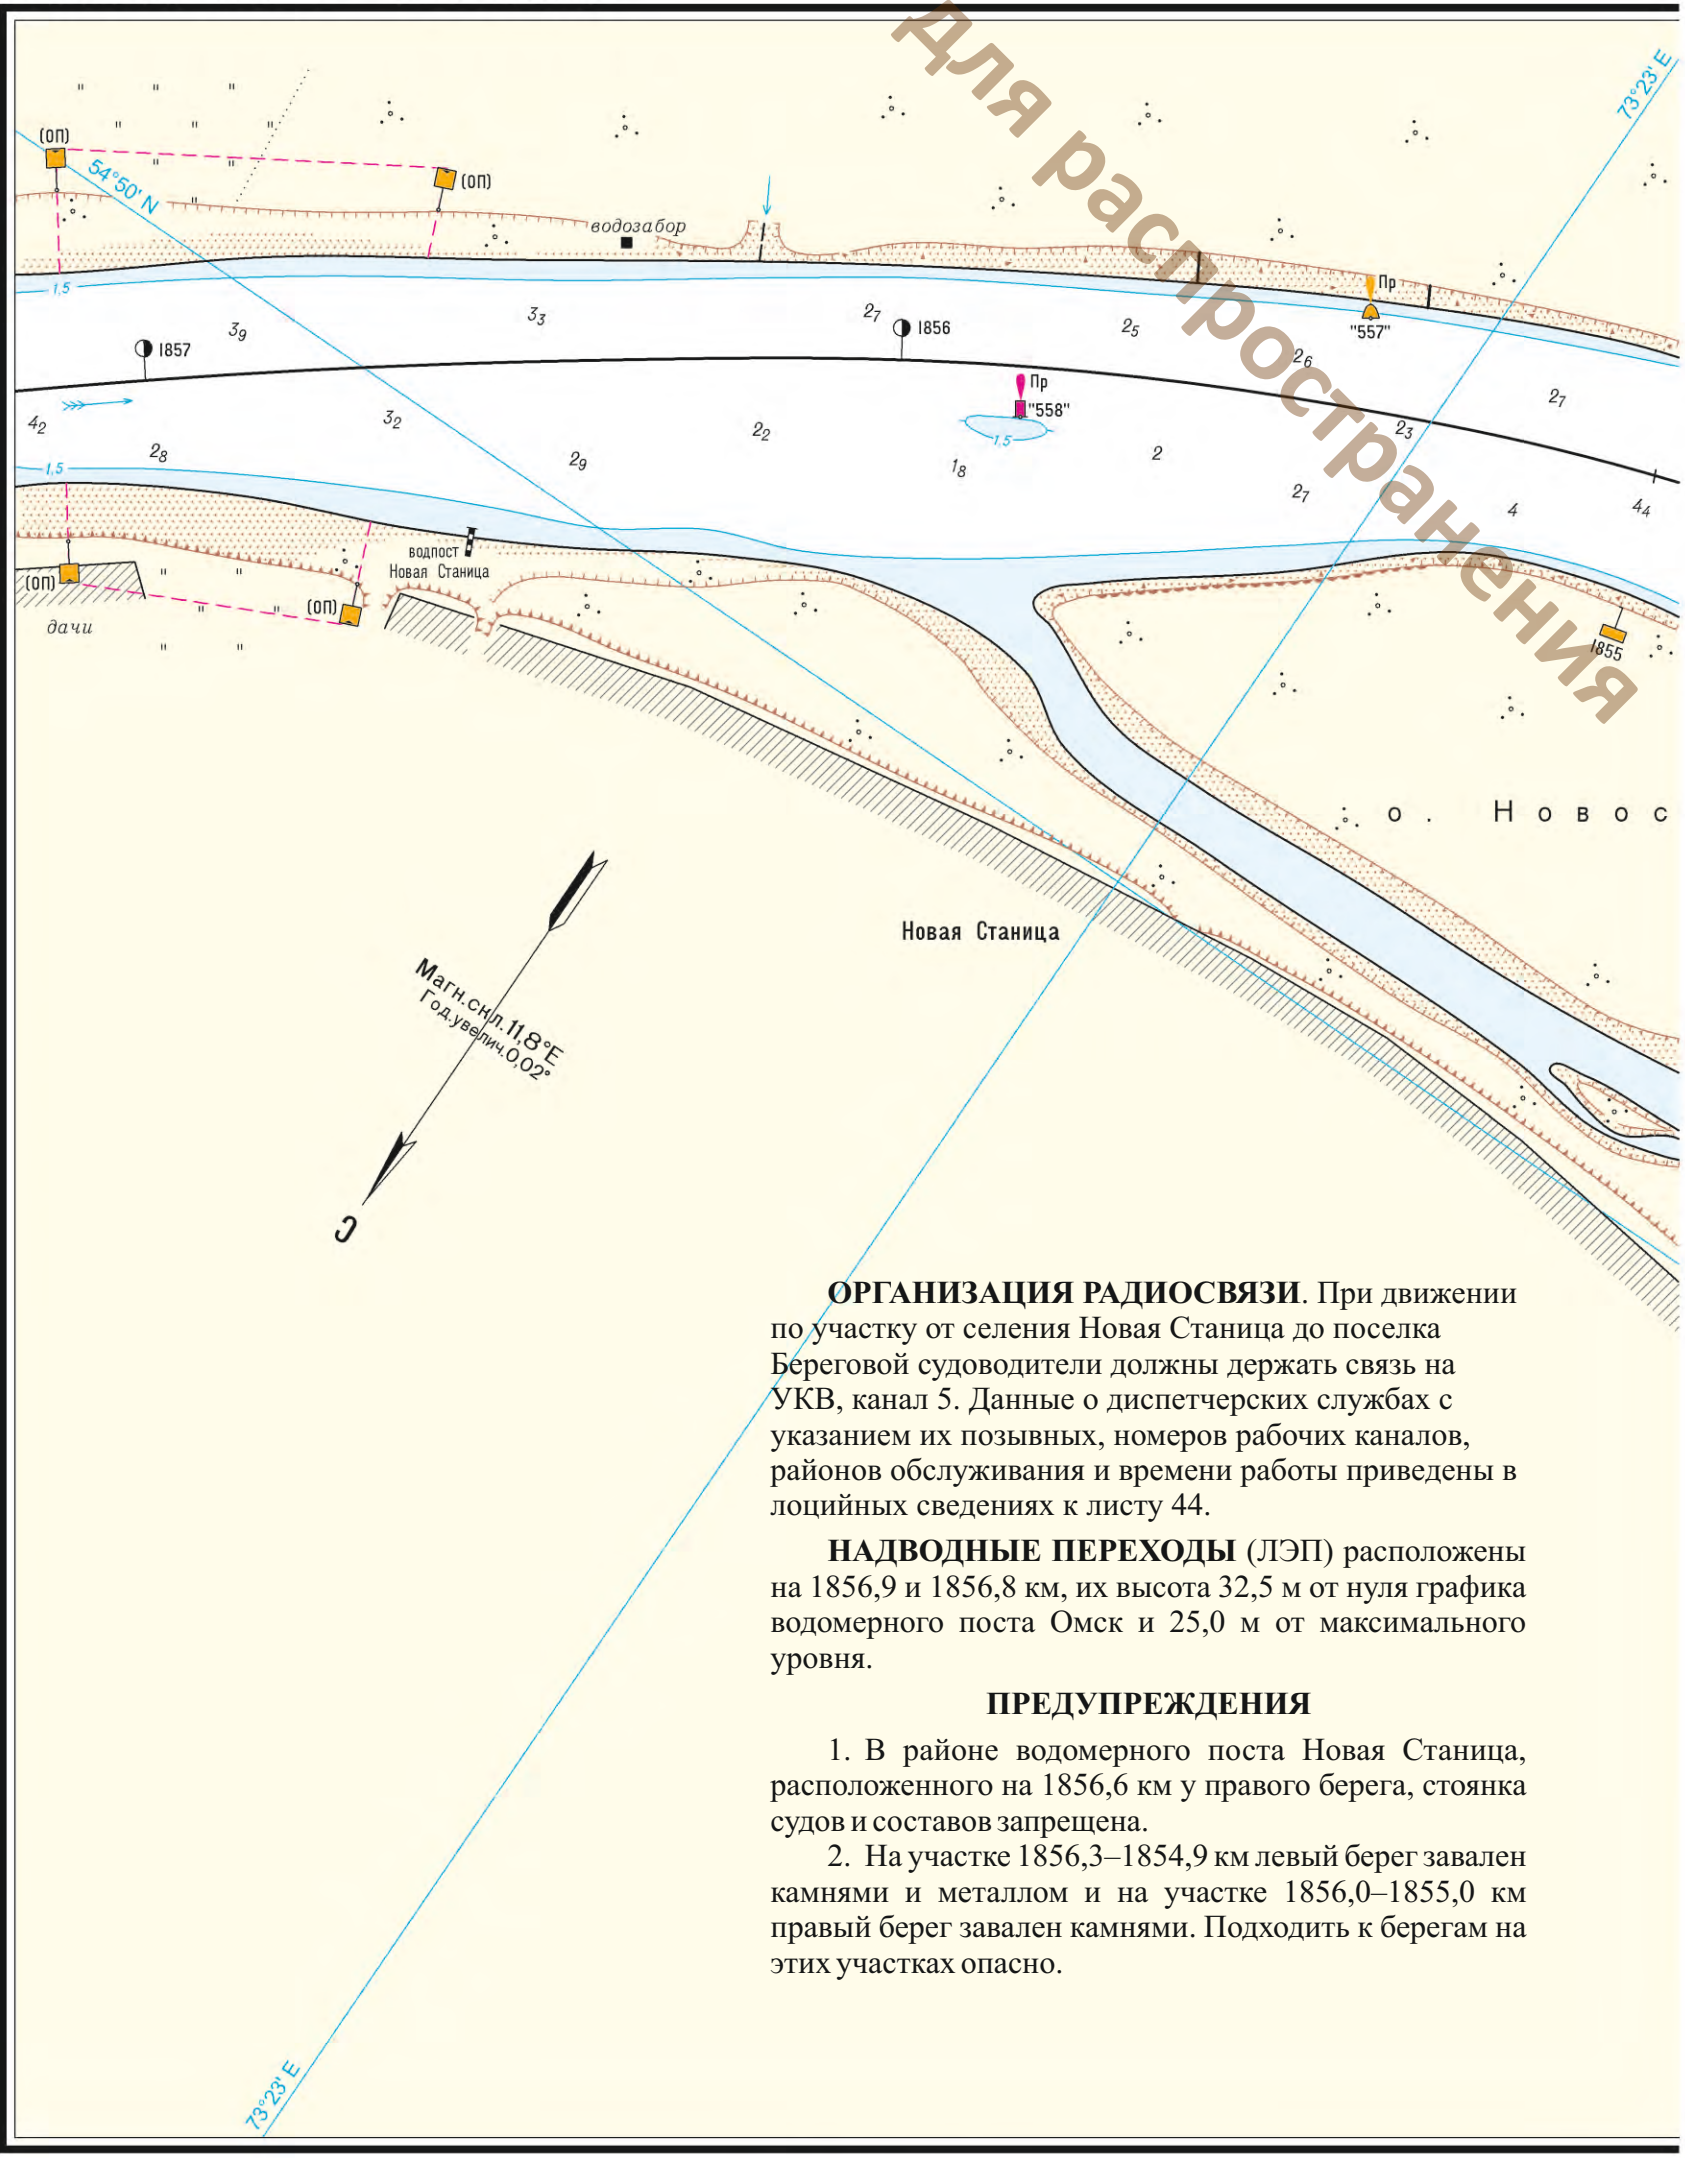 для распространения
73°23' E
(ОП)
54°50' N
(ОП)
водозабор
Пр
"557"
1,5
3₉
3₃
2₇
1856
2₅
2₆
1857
Пр
"558"
2₇
4₂
3₂
2₂
1,5
2₃
1,5
2₈
2₉
1₈
2
2₇
4
4₄
водпост
Новая Станица
(ОП)
(ОП)
дачи
1855
о. Новос
Новая Станица
Магн.скл.11,8°E
Год.увелич.0,02°
С
ОРГАНИЗАЦИЯ РАДИОСВЯЗИ. При движении
по участку от селения Новая Станица до поселка
Береговой судоводители должны держать связь на
УКВ, канал 5. Данные о диспетчерских службах с
указанием их позывных, номеров рабочих каналов,
районов обслуживания и времени работы приведены в
лоцийных сведениях к листу 44.
НАДВОДНЫЕ ПЕРЕХОДЫ (ЛЭП) расположены
на 1856,9 и 1856,8 км, их высота 32,5 м от нуля графика
водомерного поста Омск и 25,0 м от максимального
уровня.
ПРЕДУПРЕЖДЕНИЯ
1. В районе водомерного поста Новая Станица,
расположенного на 1856,6 км у правого берега, стоянка
судов и составов запрещена.
2. На участке 1856,3–1854,9 км левый берег завален
камнями и металлом и на участке 1856,0–1855,0 км
правый берег завален камнями. Подходить к берегам на
этих участках опасно.
73°23' E